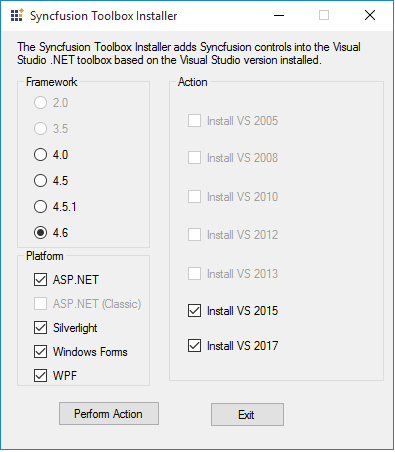 Syncfusion Toolbox Installer
The Syncfusion Toolbox Installer adds Syncfusion controls into the Visual
Studio .NET toolbox based on the Visual Studio version installed.
Framework
2.0
3.5
4.0
4.5
4.5.1
4.6
Platform
ASP.NET
ASP.NET (Classic)
Silverlight
Windows Forms
WPF
Action
Install VS 2005
Install VS 2008
Install VS 2010
Install VS 2012
Install VS 2013
Install VS 2015
Install VS 2017
Perform Action
Exit